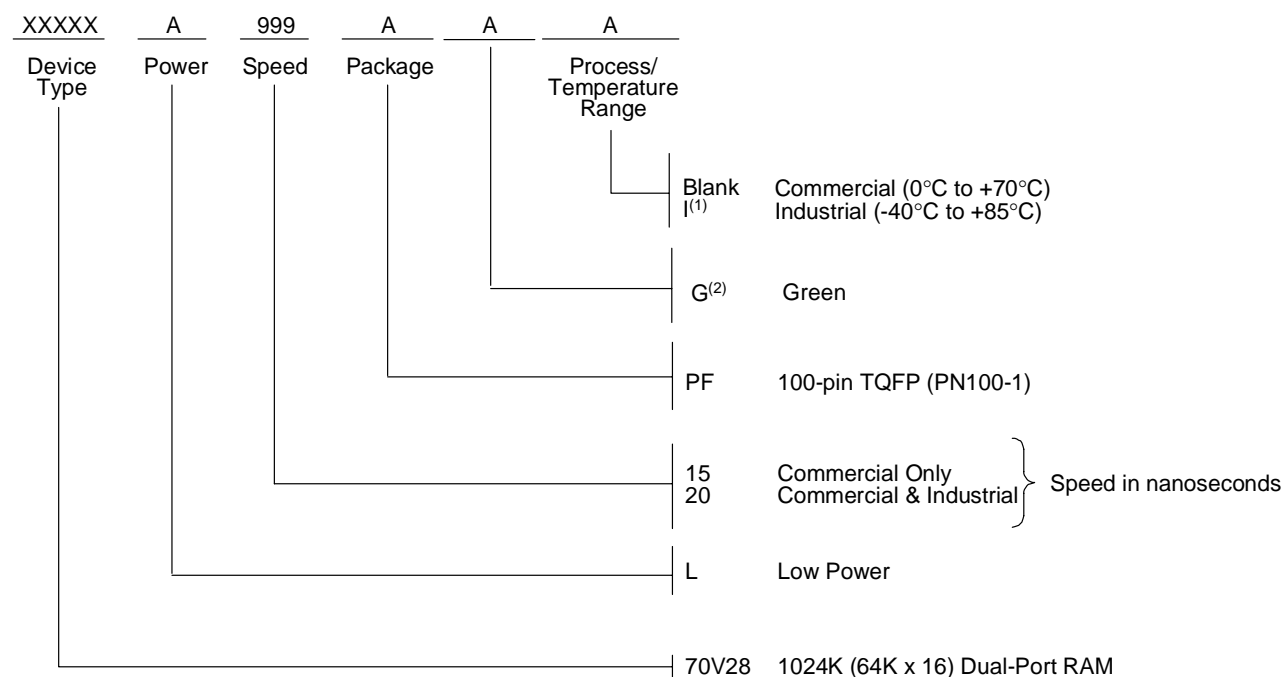 XXXXX A 999 A A A
Device Type Power Speed Package Process/ Temperature Range
Blank Commercial (0°C to +70°C)
I(1) Industrial (-40°C to +85°C)
G(2) Green
PF 100-pin TQFP (PN100-1)
15 Commercial Only
20 Commercial & Industrial
Speed in nanoseconds
L Low Power
70V28 1024K (64K x 16) Dual-Port RAM